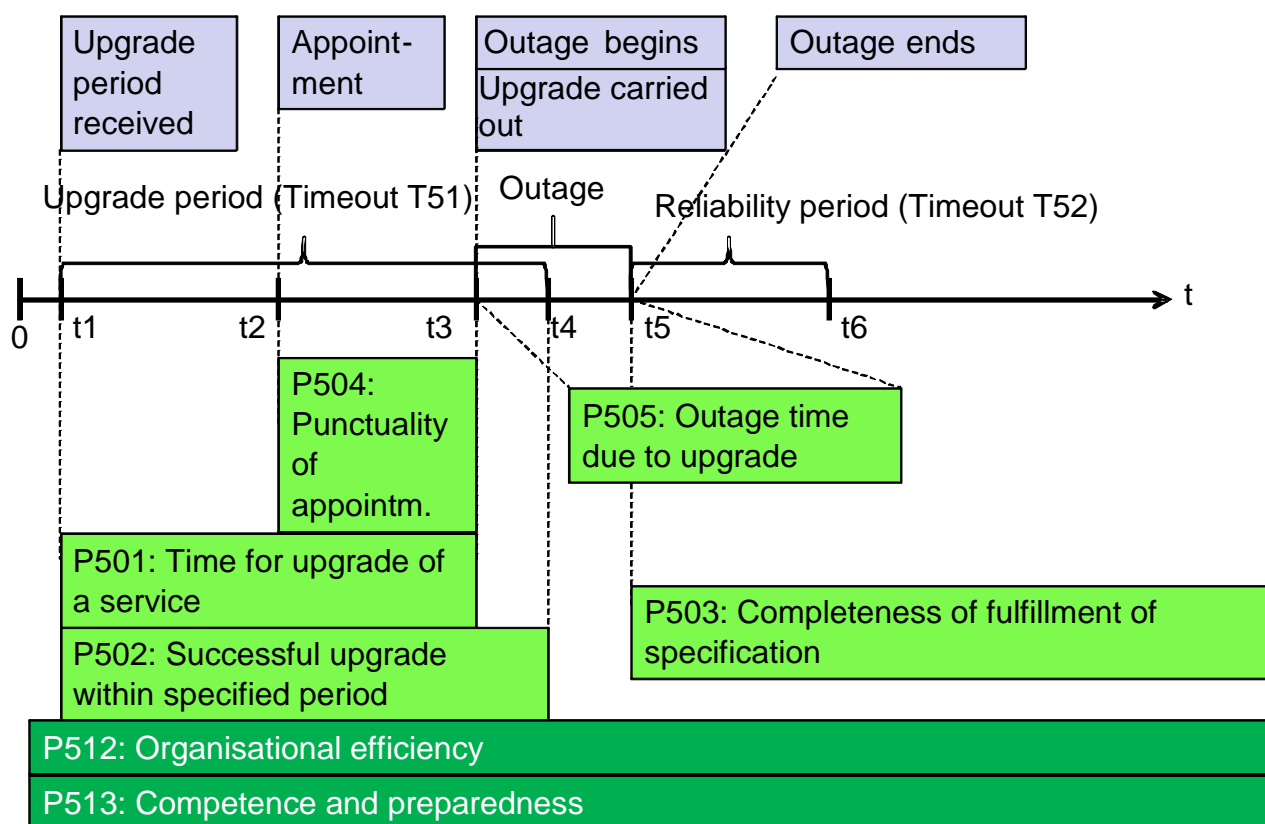 Upgrade
period
received
Appoint-
ment
Outage begins
Upgrade carried
out
Outage ends
Upgrade period (Timeout T51)
Outage
Reliability period (Timeout T52)
t
0
t1
t2
t3
t4
t5
t6
P504:
Punctuality
of
appointm.
P505: Outage time
due to upgrade
P501: Time for upgrade of
a service
P503: Completeness of fulfillment of
specification
P502: Successful upgrade
within specified period
P512: Organisational efficiency
P513: Competence and preparedness